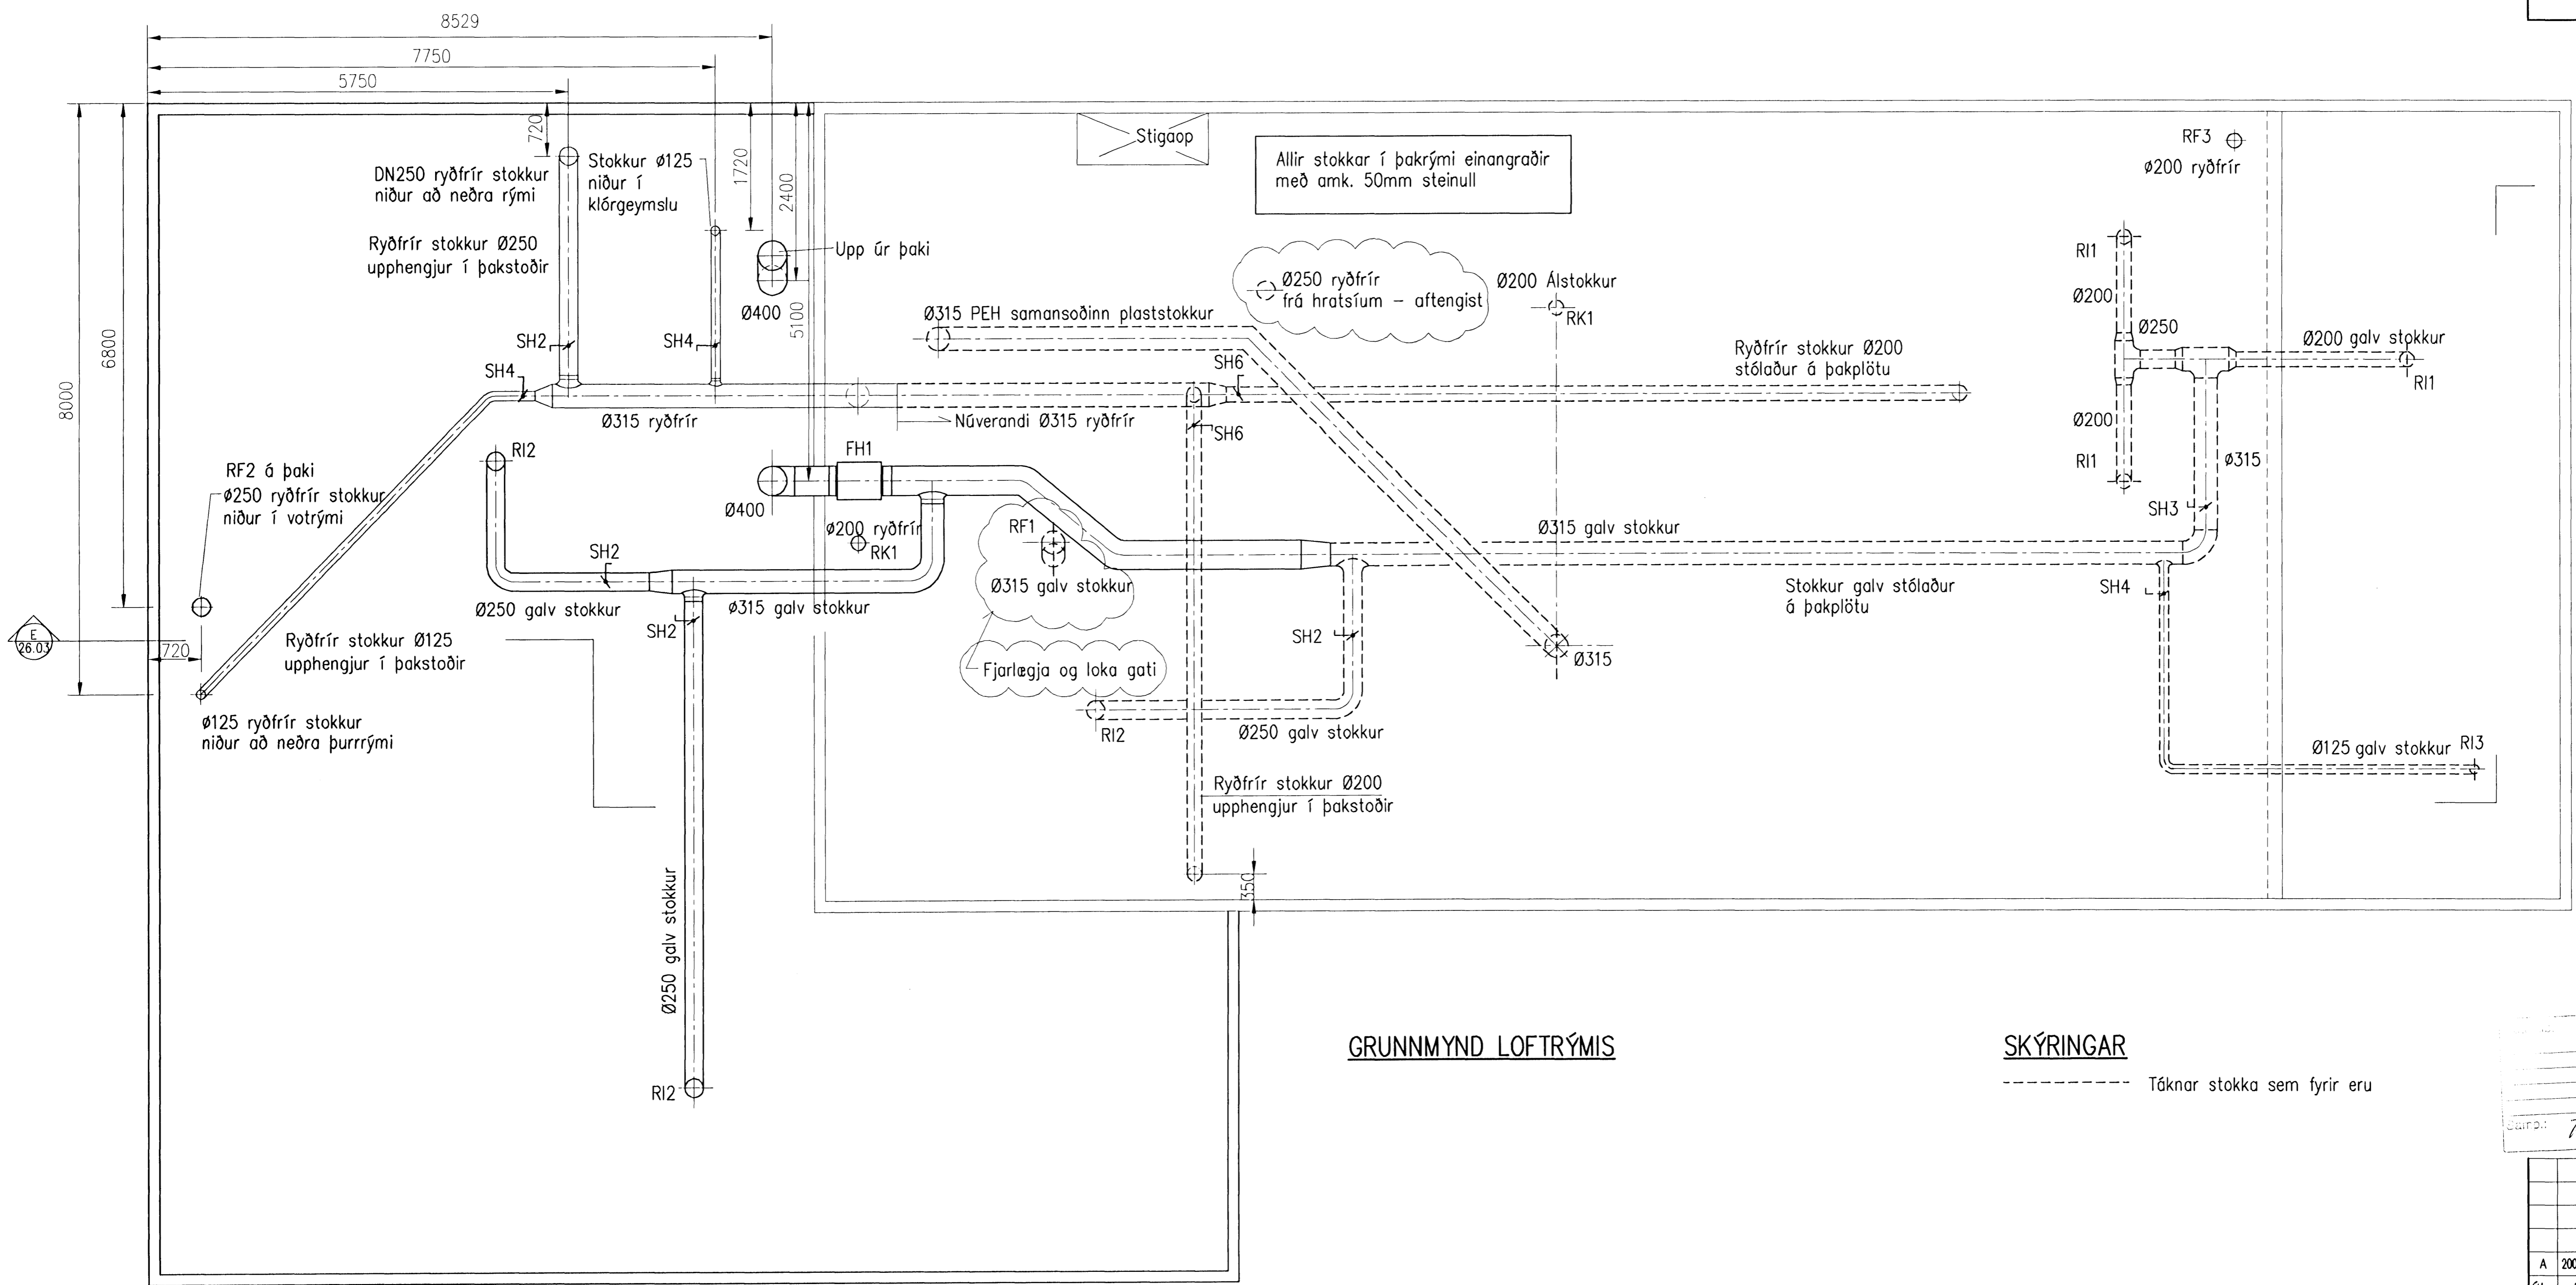 8529
7750
5750
720
1720
2400
5100
6800
8000
DN250 ryðfrír stokkur
niður að neðra rými
Stokkur ø125
niður í
klórgeymslu
Ryðfrír stokkur Ø250
upphengjur í þakstoðir
Upp úr þaki
Ø400
SH2
SH4
SH4
Ø315 ryðfrír
Núverandi Ø315 ryðfrír
Stigaop
Allir stokkar í þakrými einangraðir
með amk. 50mm steinull
Ø250 ryðfrír
frá hratsíum – aftengist
Ø200 Álstokkur
RK1
Ø315 PEH samansoðinn plaststokkur
SH6
SH6
Ryðfrír stokkur Ø200
stólaður á þakplötu
RF3
ø200 ryðfrír
RI1
Ø200
Ø250
Ø200 galv stokkur
RI1
Ø200
RI1
ø315
SH3
RF2 á þaki
ø250 ryðfrír stokkur
niður í votrými
RI2
FH1
Ø400
ø200 ryðfrír
RK1
RF1
Ø315 galv stokkur
Ø315 galv stokkur
SH2
Ø250 galv stokkur
ø315 galv stokkur
SH2
Stokkur galv stólaður
á þakplötu
SH4
E
26.03
720
Ryðfrír stokkur Ø125
upphengjur í þakstoðir
Fjarlægja og loka gati
SH2
Ø315
ø125 ryðfrír stokkur
niður að neðra þurrrými
RI2
Ø250 galv stokkur
Ø125 galv stokkur
RI3
Ryðfrír stokkur Ø200
upphengjur í þakstoðir
350
Ø250 galv stokkur
RI2
GRUNNMYND LOFTRÝMIS
SKÝRINGAR
Táknar stokka sem fyrir eru
Samþ.:
A